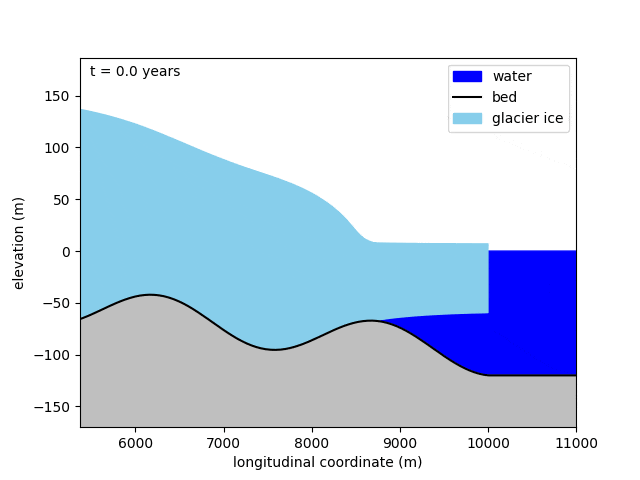 t = 0.0 years
water
bed
glacier ice
150
100
50
0
−50
−100
−150
elevation (m)
6000 7000 8000 9000 10000 11000
longitudinal coordinate (m)